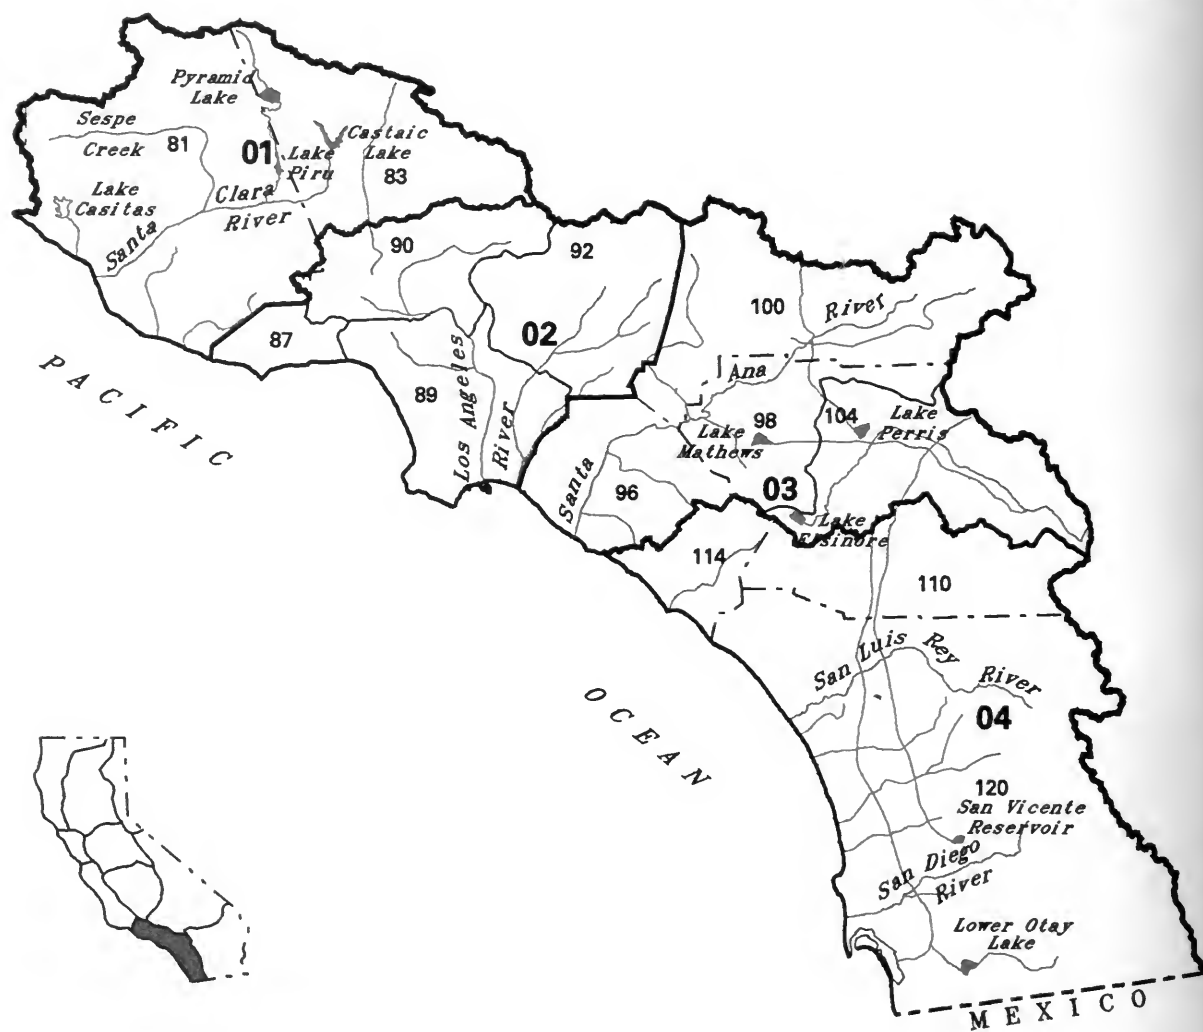 Pyramid
Lake
Sespe
Creek
81
01
Lake
Piru
Castaic
Lake
83
Lake
Casitas
Clara
Santa
River
90
92
87
02
100
River
Ana
89
Los Angeles
River
98
104
Lake
Perris
Lake
Mathews
Santa
96
03
Lake
Elsinore
114
110
PACIFIC
OCEAN
San Luis Rey
River
04
120
San Vicente
Reservoir
San Diego
River
Lower Otay
Lake
MEXICO